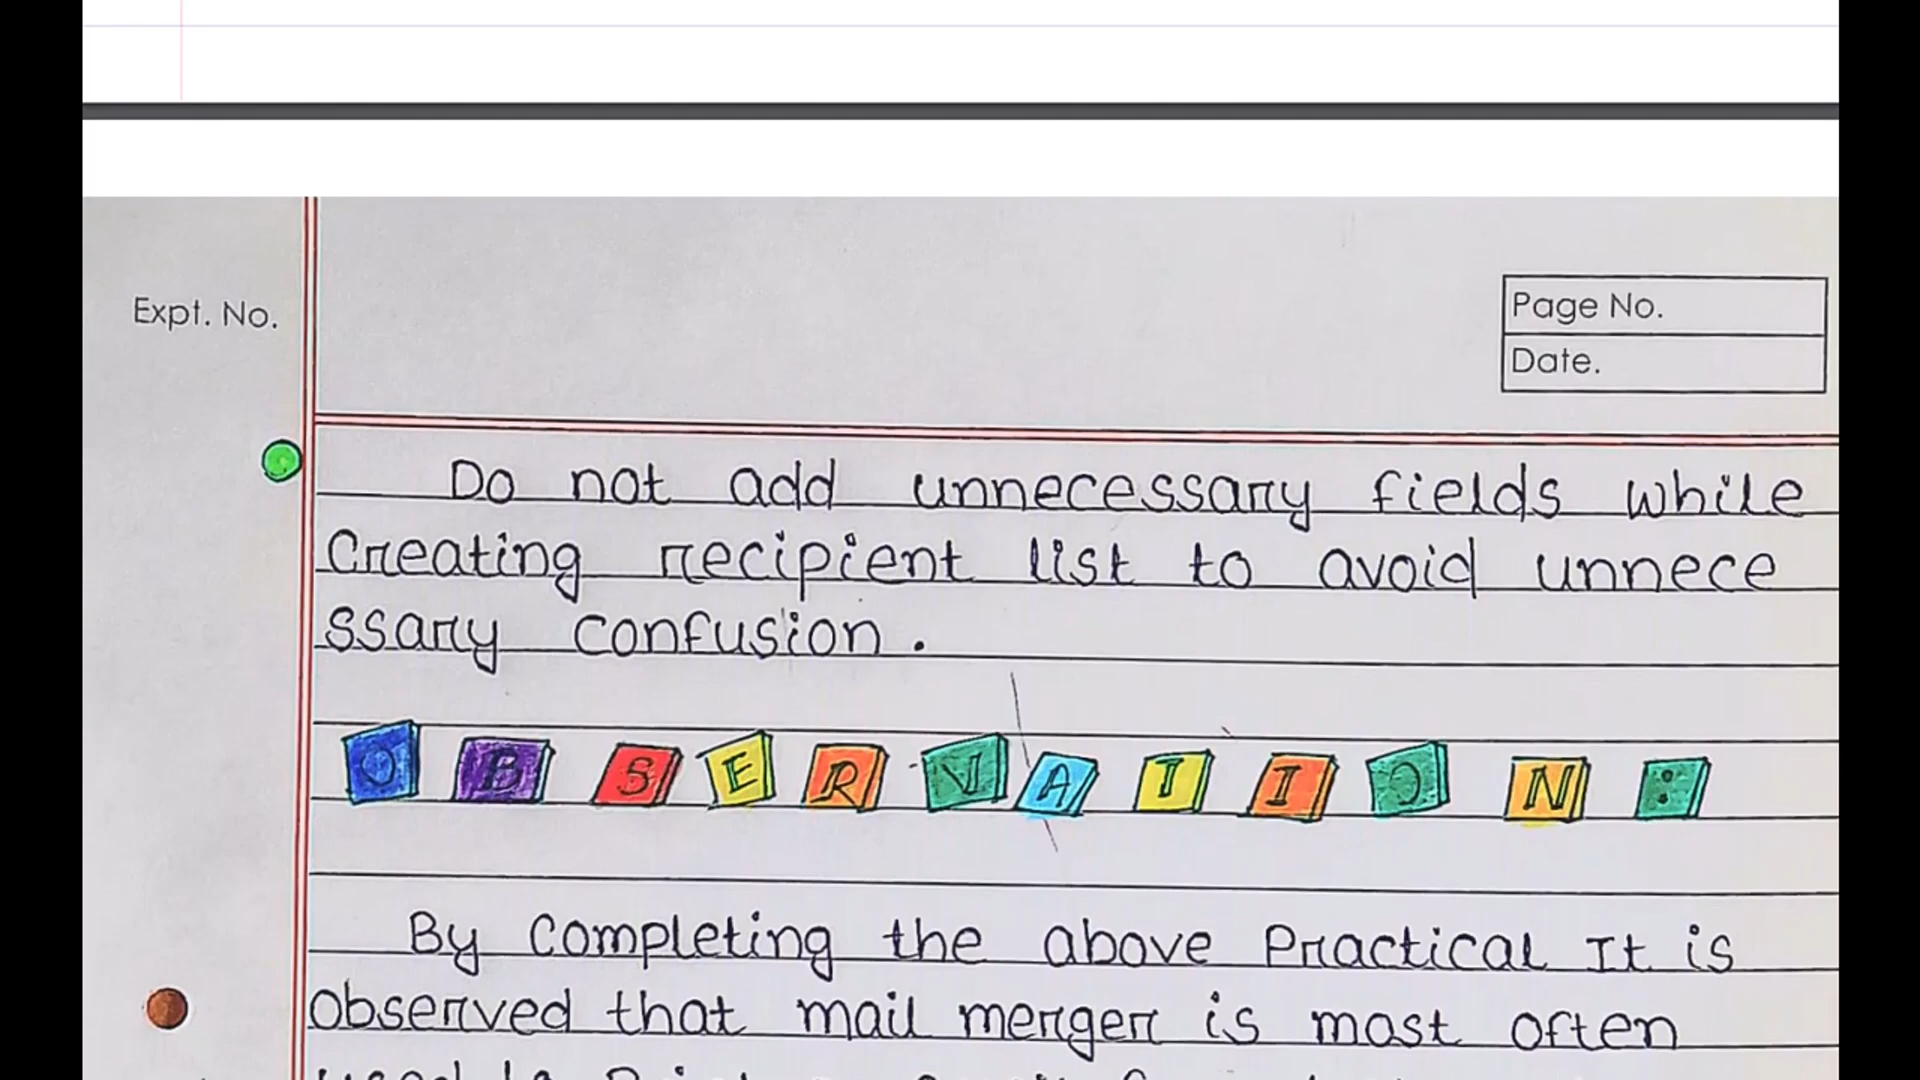 Expt. No.
Page No.
Date.
Do not add unnecessary fields while
Creating recipient list to avoid unnece
ssary confusion.
OBSERVATION:
By Completing the above Practical It is
Observed that mail merger is most often